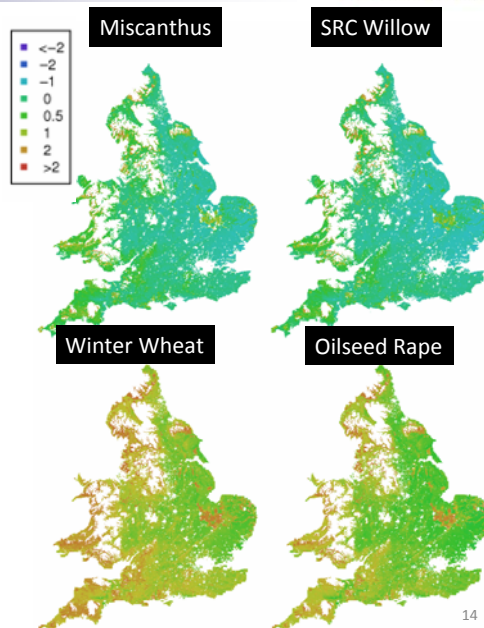 Miscanthus
SRC Willow
<-2
-2
-1
0
0.5
1
2
>2
Winter Wheat
Oilseed Rape
14